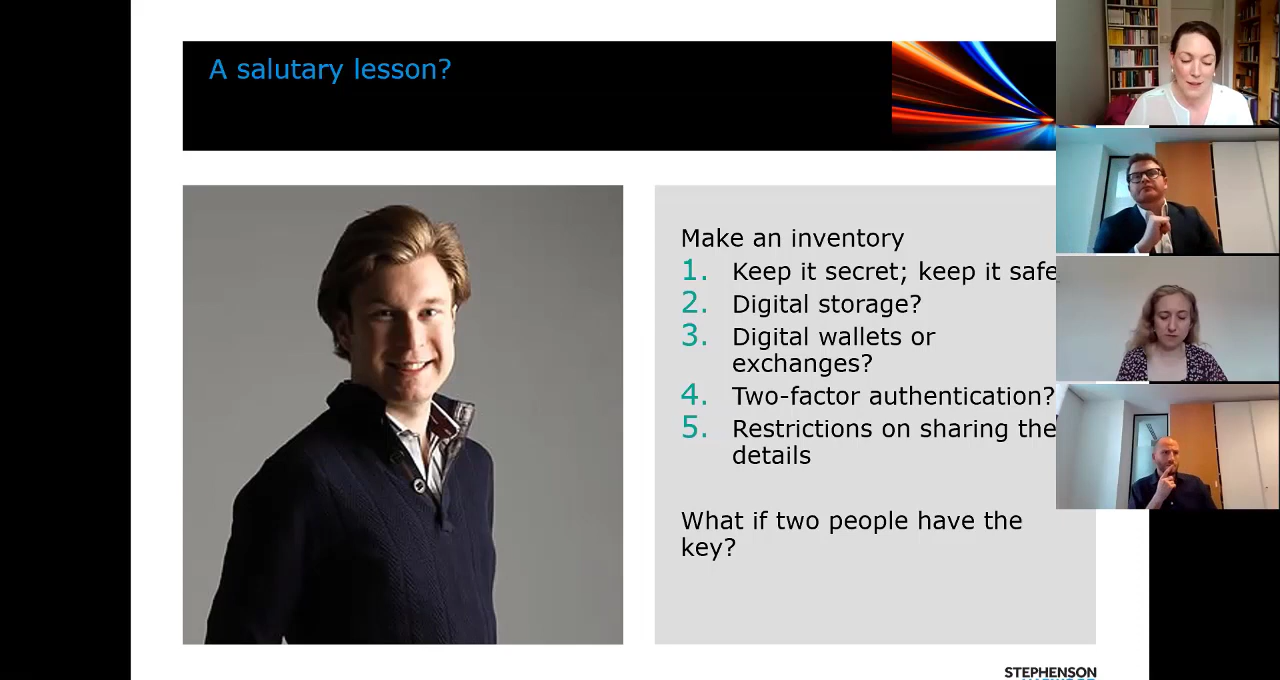 A salutary lesson?
Make an inventory
1. Keep it secret; keep it safe
2. Digital storage?
3. Digital wallets or
exchanges?
4. Two-factor authentication?
5. Restrictions on sharing the
details
What if two people have the
key?
STEPHENSON